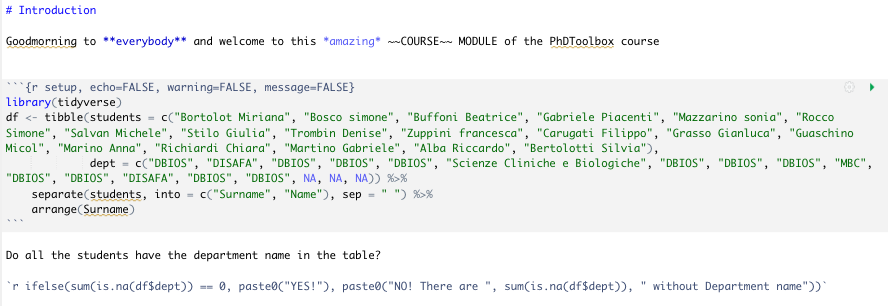 # Introduction
Goodmorning to **everybody** and welcome to this *amazing* ~~COURSE~~ MODULE of the PhDToolbox course
```{r setup, echo=FALSE, warning=FALSE, message=FALSE}
library(tidyverse)
df <- tibble(students = c("Bortolot Miriana", "Bosco simone", "Buffoni Beatrice", "Gabriele Piacenti", "Mazzarino sonia", "Rocco
Simone", "Salvan Michele", "Stilo Giulia", "Trombin Denise", "Zuppini francesca", "Carugati Filippo", "Grasso Gianluca", "Guaschino
Micol", "Marino Anna", "Richiardi Chiara", "Martino Gabriele", "Alba Riccardo", "Bertolotti Silvia"),
dept = c("DBIOS", "DISAFA", "DBIOS", "DBIOS", "DBIOS", "Scienze Cliniche e Biologiche", "DBIOS", "DBIOS", "DBIOS", "MBC",
"DBIOS", "DBIOS", "DISAFA", "DBIOS", "DBIOS", NA, NA, NA)) %>%
separate(students, into = c("Surname", "Name"), sep = " ") %>%
arrange(Surname)
```
Do all the students have the department name in the table?
`r ifelse(sum(is.na(df$dept)) == 0, paste0("YES!"), paste0("NO! There are ", sum(is.na(df$dept)), " without Department name"))`